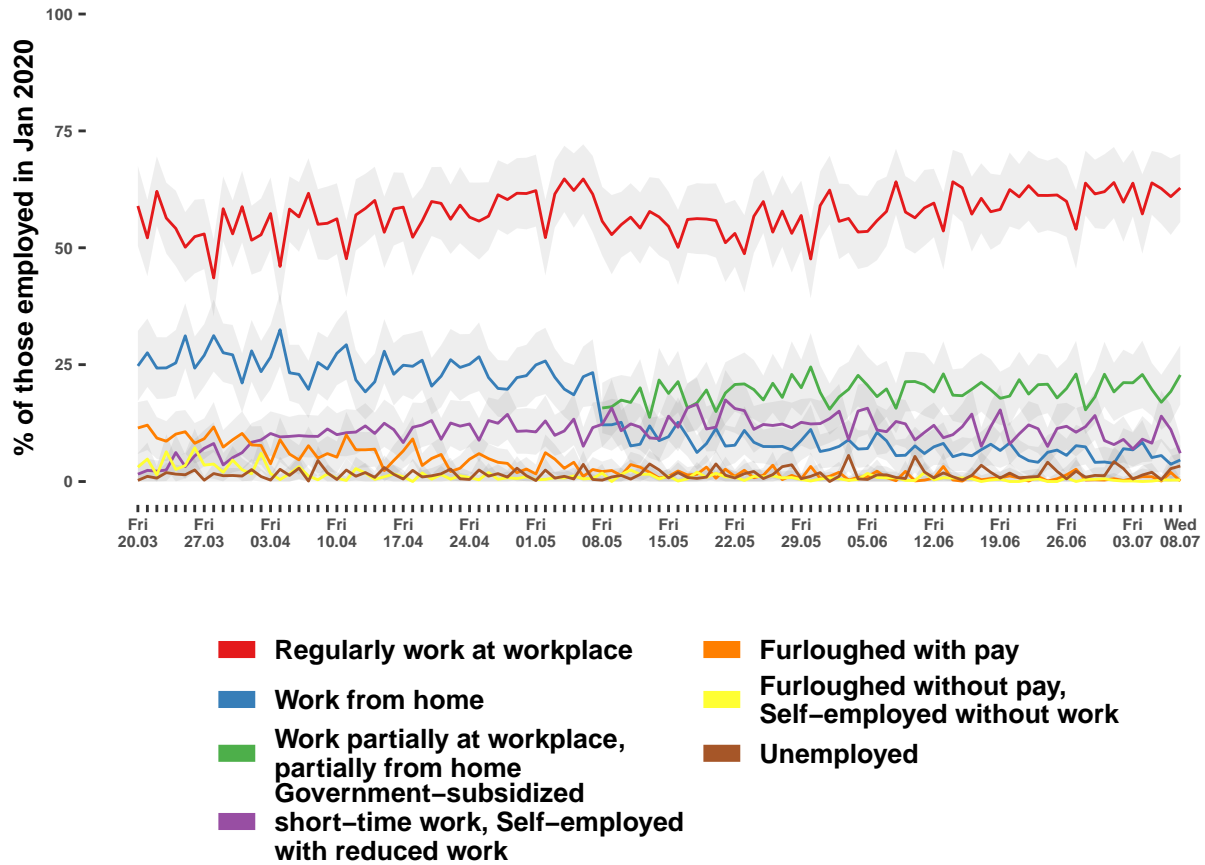 100
75
50
25
0
% of those employed in Jan 2020
Fri Fri Fri Fri Fri Fri Fri Fri Fri Fri Fri Fri Fri Fri Fri Fri Wed
20.03 27.03 03.04 10.04 17.04 24.04 01.05 08.05 15.05 22.05 29.05 05.06 12.06 19.06 26.06 03.07 08.07
Regularly work at workplace
Work from home
Work partially at workplace,
partially from home
Government−subsidized
short−time work, Self−employed
with reduced work
Furloughed with pay
Furloughed without pay,
Self−employed without work
Unemployed